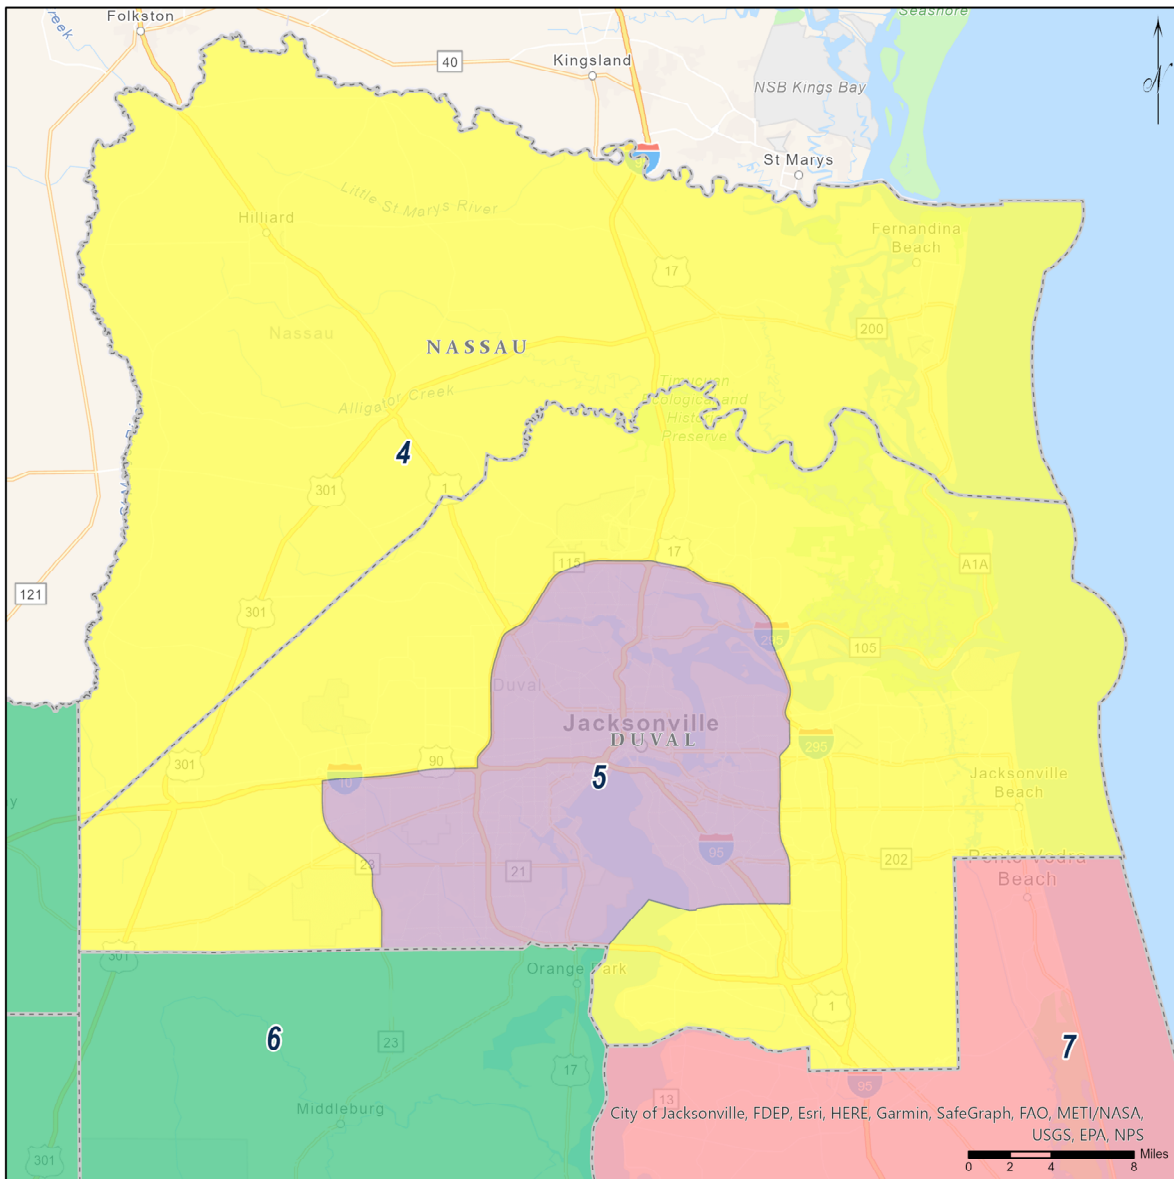 Folkston
Seashore
40
Kingsland
NSB Kings Bay
St Marys
Little St Marys River
Hilliard
Fernandina
Beach
17
Nassau
NASSAU
200
Timucuan
Ecological and
Historic
Preserve
Alligator Creek
4
301
1
115
17
A1A
121
301
295
105
Duval
Jacksonville
DUVAL
295
301
90
10
5
Jacksonville
Beach
23
21
95
202
Ponte Vedra
Beach
301
Orange Park
1
6
23
7
17
95
13
Middleburg
301
City of Jacksonville, FDEP, Esri, HERE, Garmin, SafeGraph, FAO, METI/NASA,
USGS, EPA, NPS
Miles
0 2 4 8